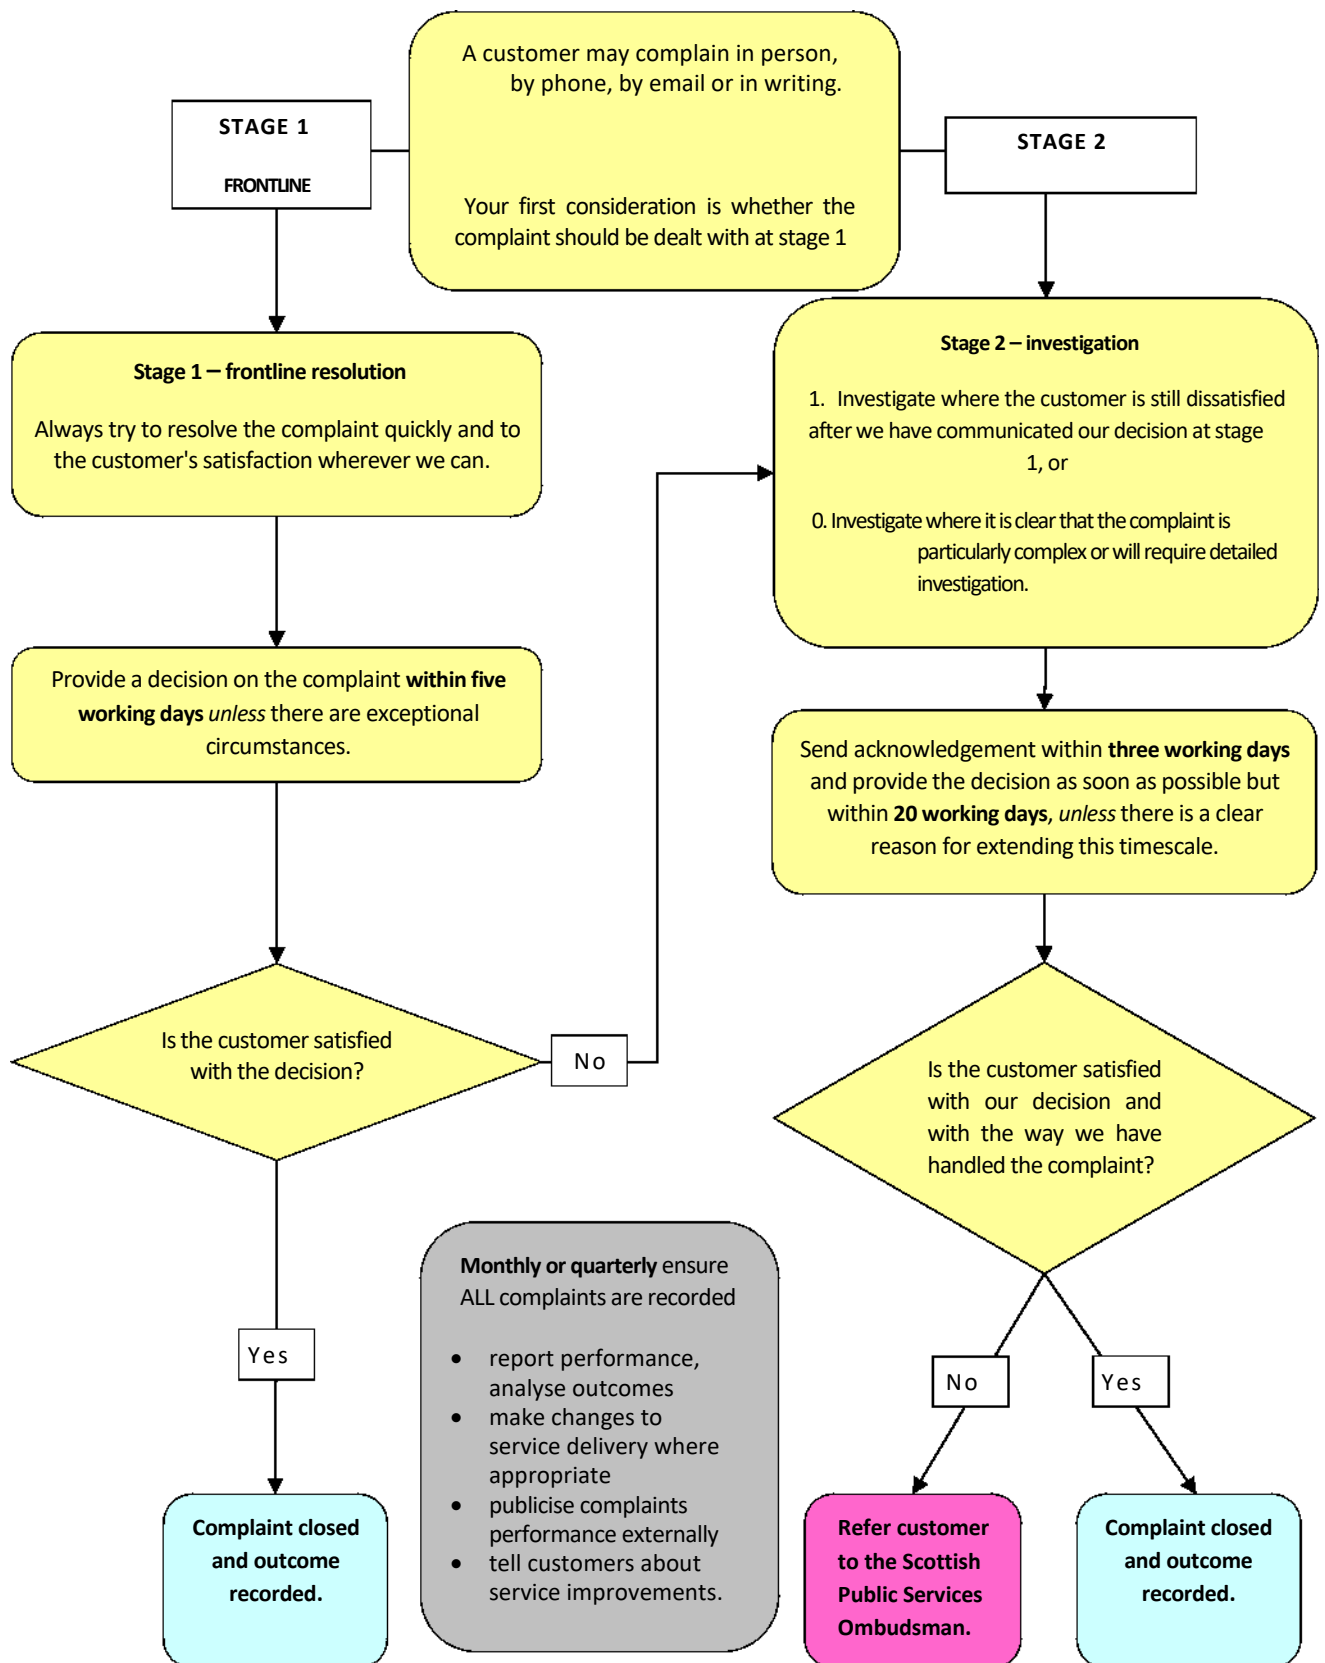 A customer may complain in person,
by phone, by email or in writing.
Your first consideration is whether the
complaint should be dealt with at stage 1
STAGE 1
FRONTLINE
STAGE 2
Stage 1 – frontline resolution
Always try to resolve the complaint quickly and to
the customer's satisfaction wherever we can.
Provide a decision on the complaint within five
working days unless there are exceptional
circumstances.
Is the customer satisfied
with the decision?
No
Yes
Complaint closed
and outcome
recorded.
Stage 2 – investigation
1. Investigate where the customer is still dissatisfied
after we have communicated our decision at stage
1, or
0. Investigate where it is clear that the complaint is
particularly complex or will require detailed
investigation.
Send acknowledgement within three working days
and provide the decision as soon as possible but
within 20 working days, unless there is a clear
reason for extending this timescale.
Is the customer satisfied
with our decision and
with the way we have
handled the complaint?
No
Yes
Refer customer
to the Scottish
Public Services
Ombudsman.
Complaint closed
and outcome
recorded.
Monthly or quarterly ensure
ALL complaints are recorded
• report performance,
analyse outcomes
• make changes to
service delivery where
appropriate
• publicise complaints
performance externally
• tell customers about
service improvements.